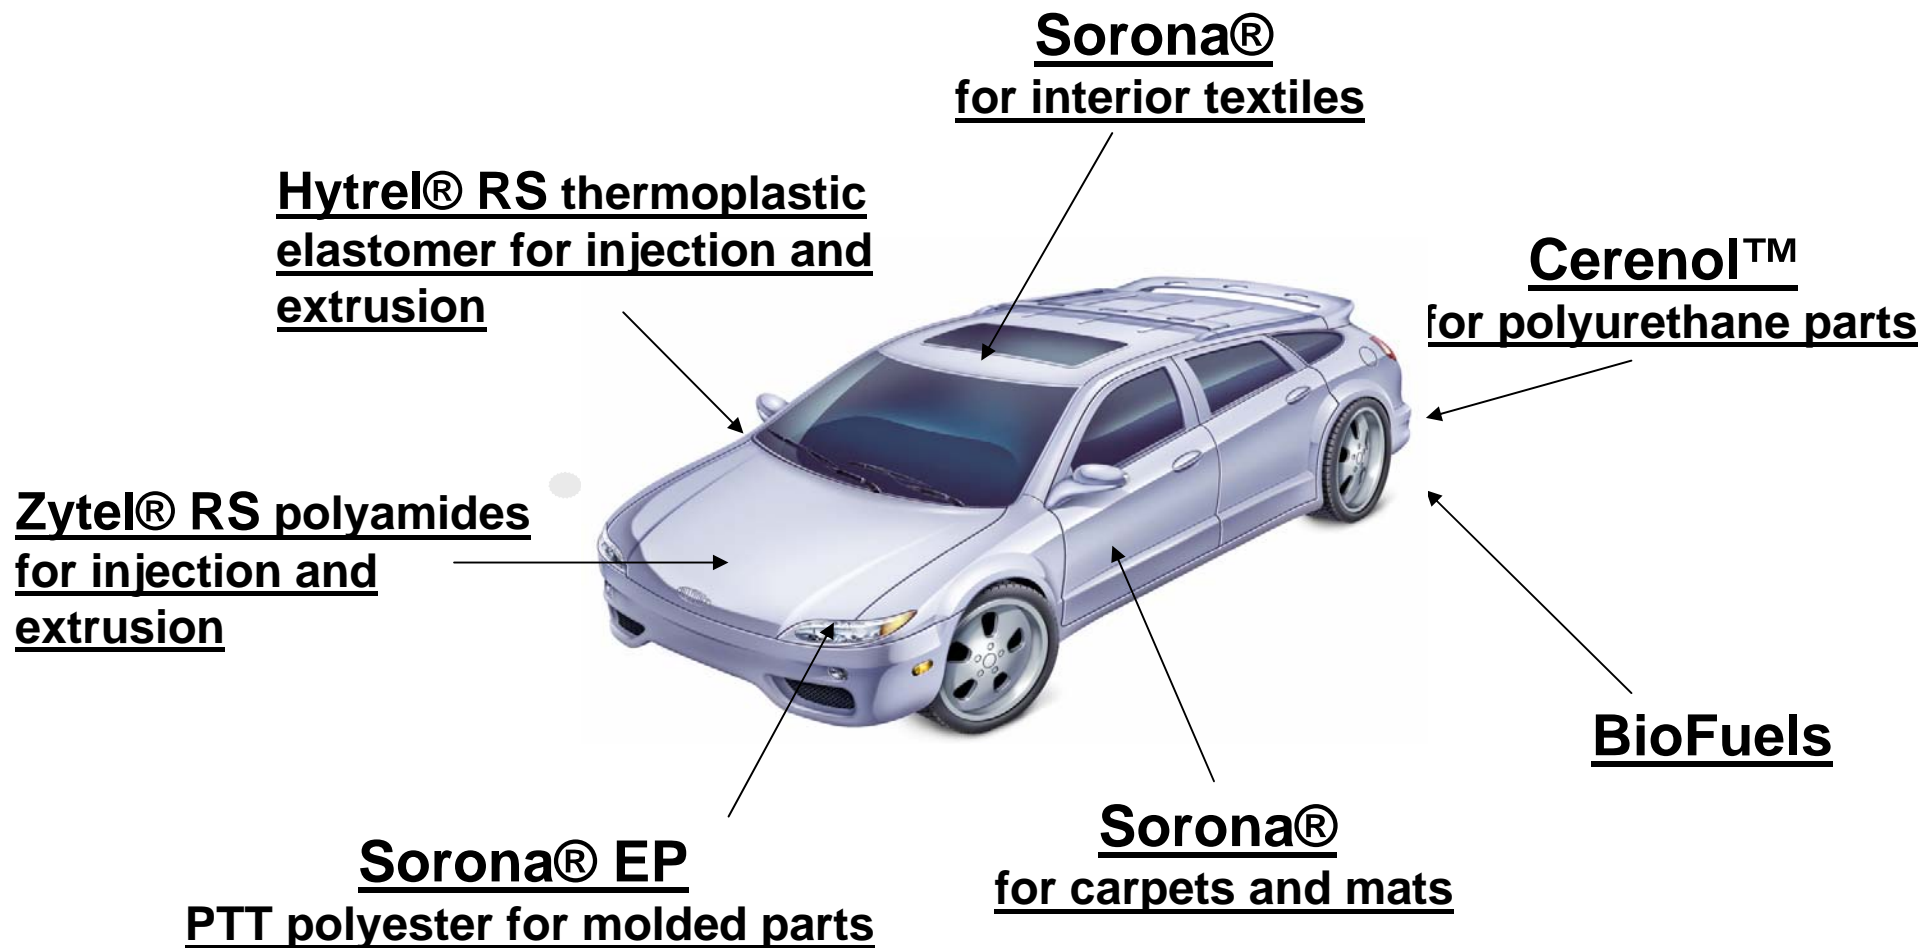 Sorona®
for interior textiles
Hytrel® RS thermoplastic
elastomer for injection and
extrusion
Cerenol™
for polyurethane parts
Zytel® RS polyamides
for injection and
extrusion
BioFuels
Sorona®
for carpets and mats
Sorona® EP
PTT polyester for molded parts